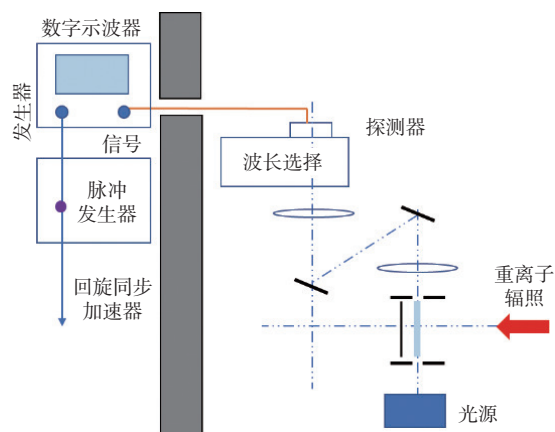 数字示波器
发生器
信号
脉冲
发生器
回旋同步
加速器
探测器
波长选择
重离子
辐照
光源